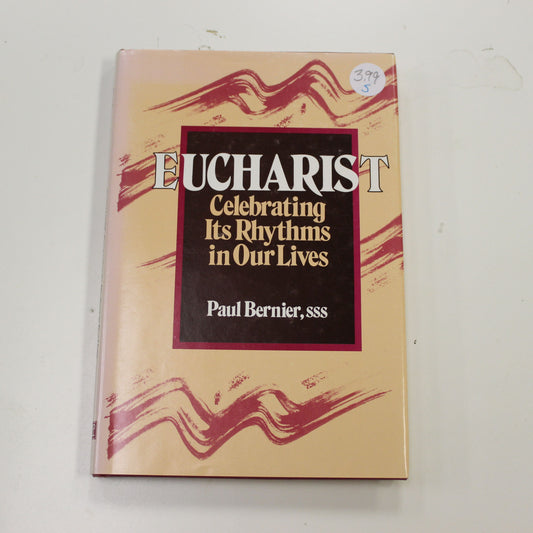 3.99
5
EUCHARIST
Celebrating
Its Rhythms
in Our Lives
Paul Bernier, sss